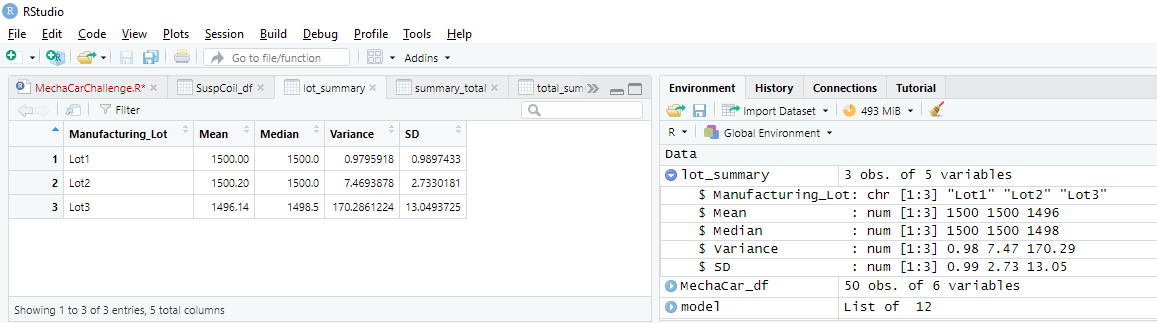 RStudio
File Edit Code View Plots Session Build Debug Profile Tools Help
Go to file/function Addins
MechaCarChallenge.R* SuspCoil_df lot_summary summary_total total_sum
Filter
Manufacturing_Lot Mean Median Variance SD
1 Lot1 1500.00 1500.0 0.9795918 0.9897433
2 Lot2 1500.20 1500.0 7.4693878 2.7330181
3 Lot3 1496.14 1498.5 170.2861224 13.0493725
Showing 1 to 3 of 3 entries, 5 total columns
Environment History Connections Tutorial
Import Dataset 493 MiB
R Global Environment
Data
lot_summary 3 obs. of 5 variables
$ Manufacturing_Lot: chr [1:3] "Lot1" "Lot2" "Lot3"
$ Mean : num [1:3] 1500 1500 1496
$ Median : num [1:3] 1500 1500 1498
$ Variance : num [1:3] 0.98 7.47 170.29
$ SD : num [1:3] 0.99 2.73 13.05
MechaCar_df 50 obs. of 6 variables
model List of 12